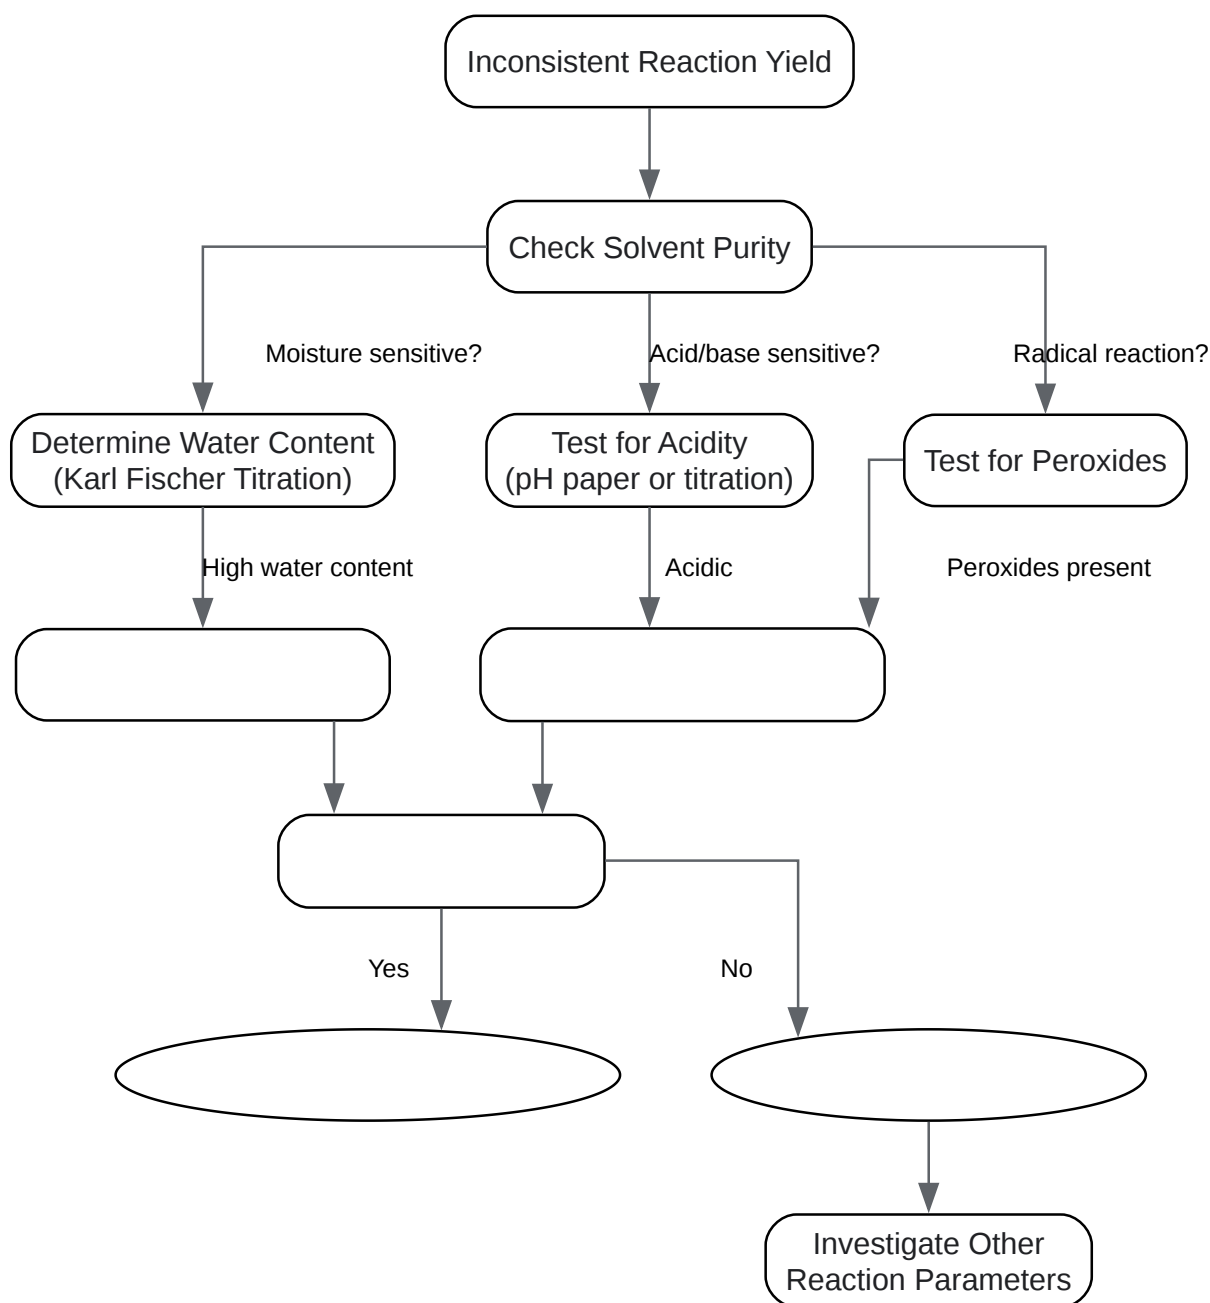 Inconsistent Reaction Yield
Check Solvent Purity
Moisture sensitive?
Acid/base sensitive?
Radical reaction?
Determine Water Content
(Karl Fischer Titration)
Test for Acidity
(pH paper or titration)
Test for Peroxides
High water content
Acidic
Peroxides present
Yes
No
Investigate Other
Reaction Parameters